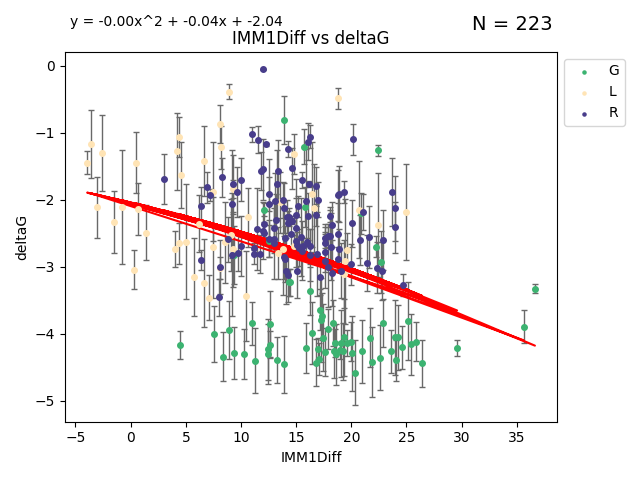 y = -0.00x^2 + -0.04x + -2.04
N = 223
IMM1Diff vs deltaG
G
L
R
deltaG
0
−1
−2
−3
−4
−5
−5 0 5 10 15 20 25 30 35
IMM1Diff